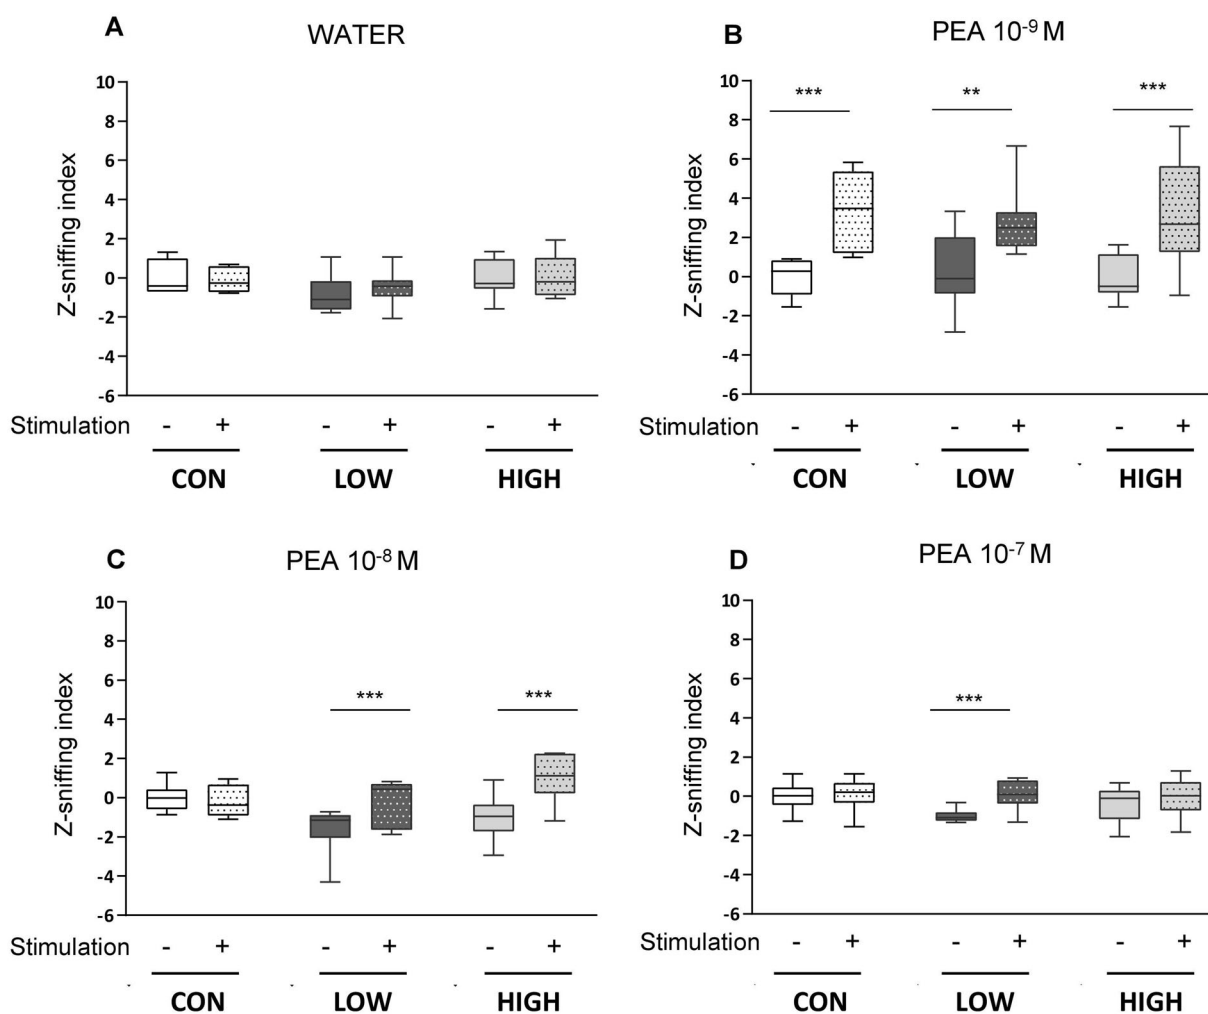 A
WATER
Z-sniffing index
10
8
6
4
2
0
-2
-4
-6
Stimulation - + - + - +
CON LOW HIGH
B
PEA 10⁻⁹ M
Z-sniffing index
10
8
6
4
2
0
-2
-4
-6
*** ** ***
Stimulation - + - + - +
CON LOW HIGH
C
PEA 10⁻⁸ M
Z-sniffing index
10
8
6
4
2
0
-2
-4
-6
*** ***
Stimulation - + - + - +
CON LOW HIGH
D
PEA 10⁻⁷ M
Z-sniffing index
10
8
6
4
2
0
-2
-4
-6
***
Stimulation - + - + - +
CON LOW HIGH